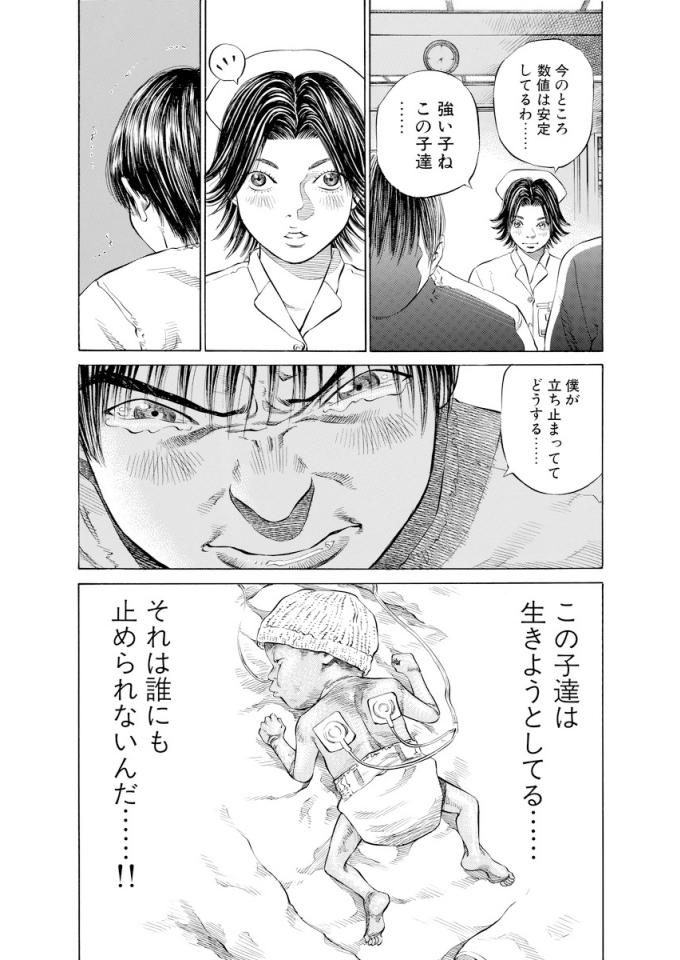 今のところ
数値は安定
してるわ……
強い子ね
この子達
……
僕が
立ち止まってて
どうする……
この子達は
生きようとしてる……
それは誰にも
止められないんだ……!!